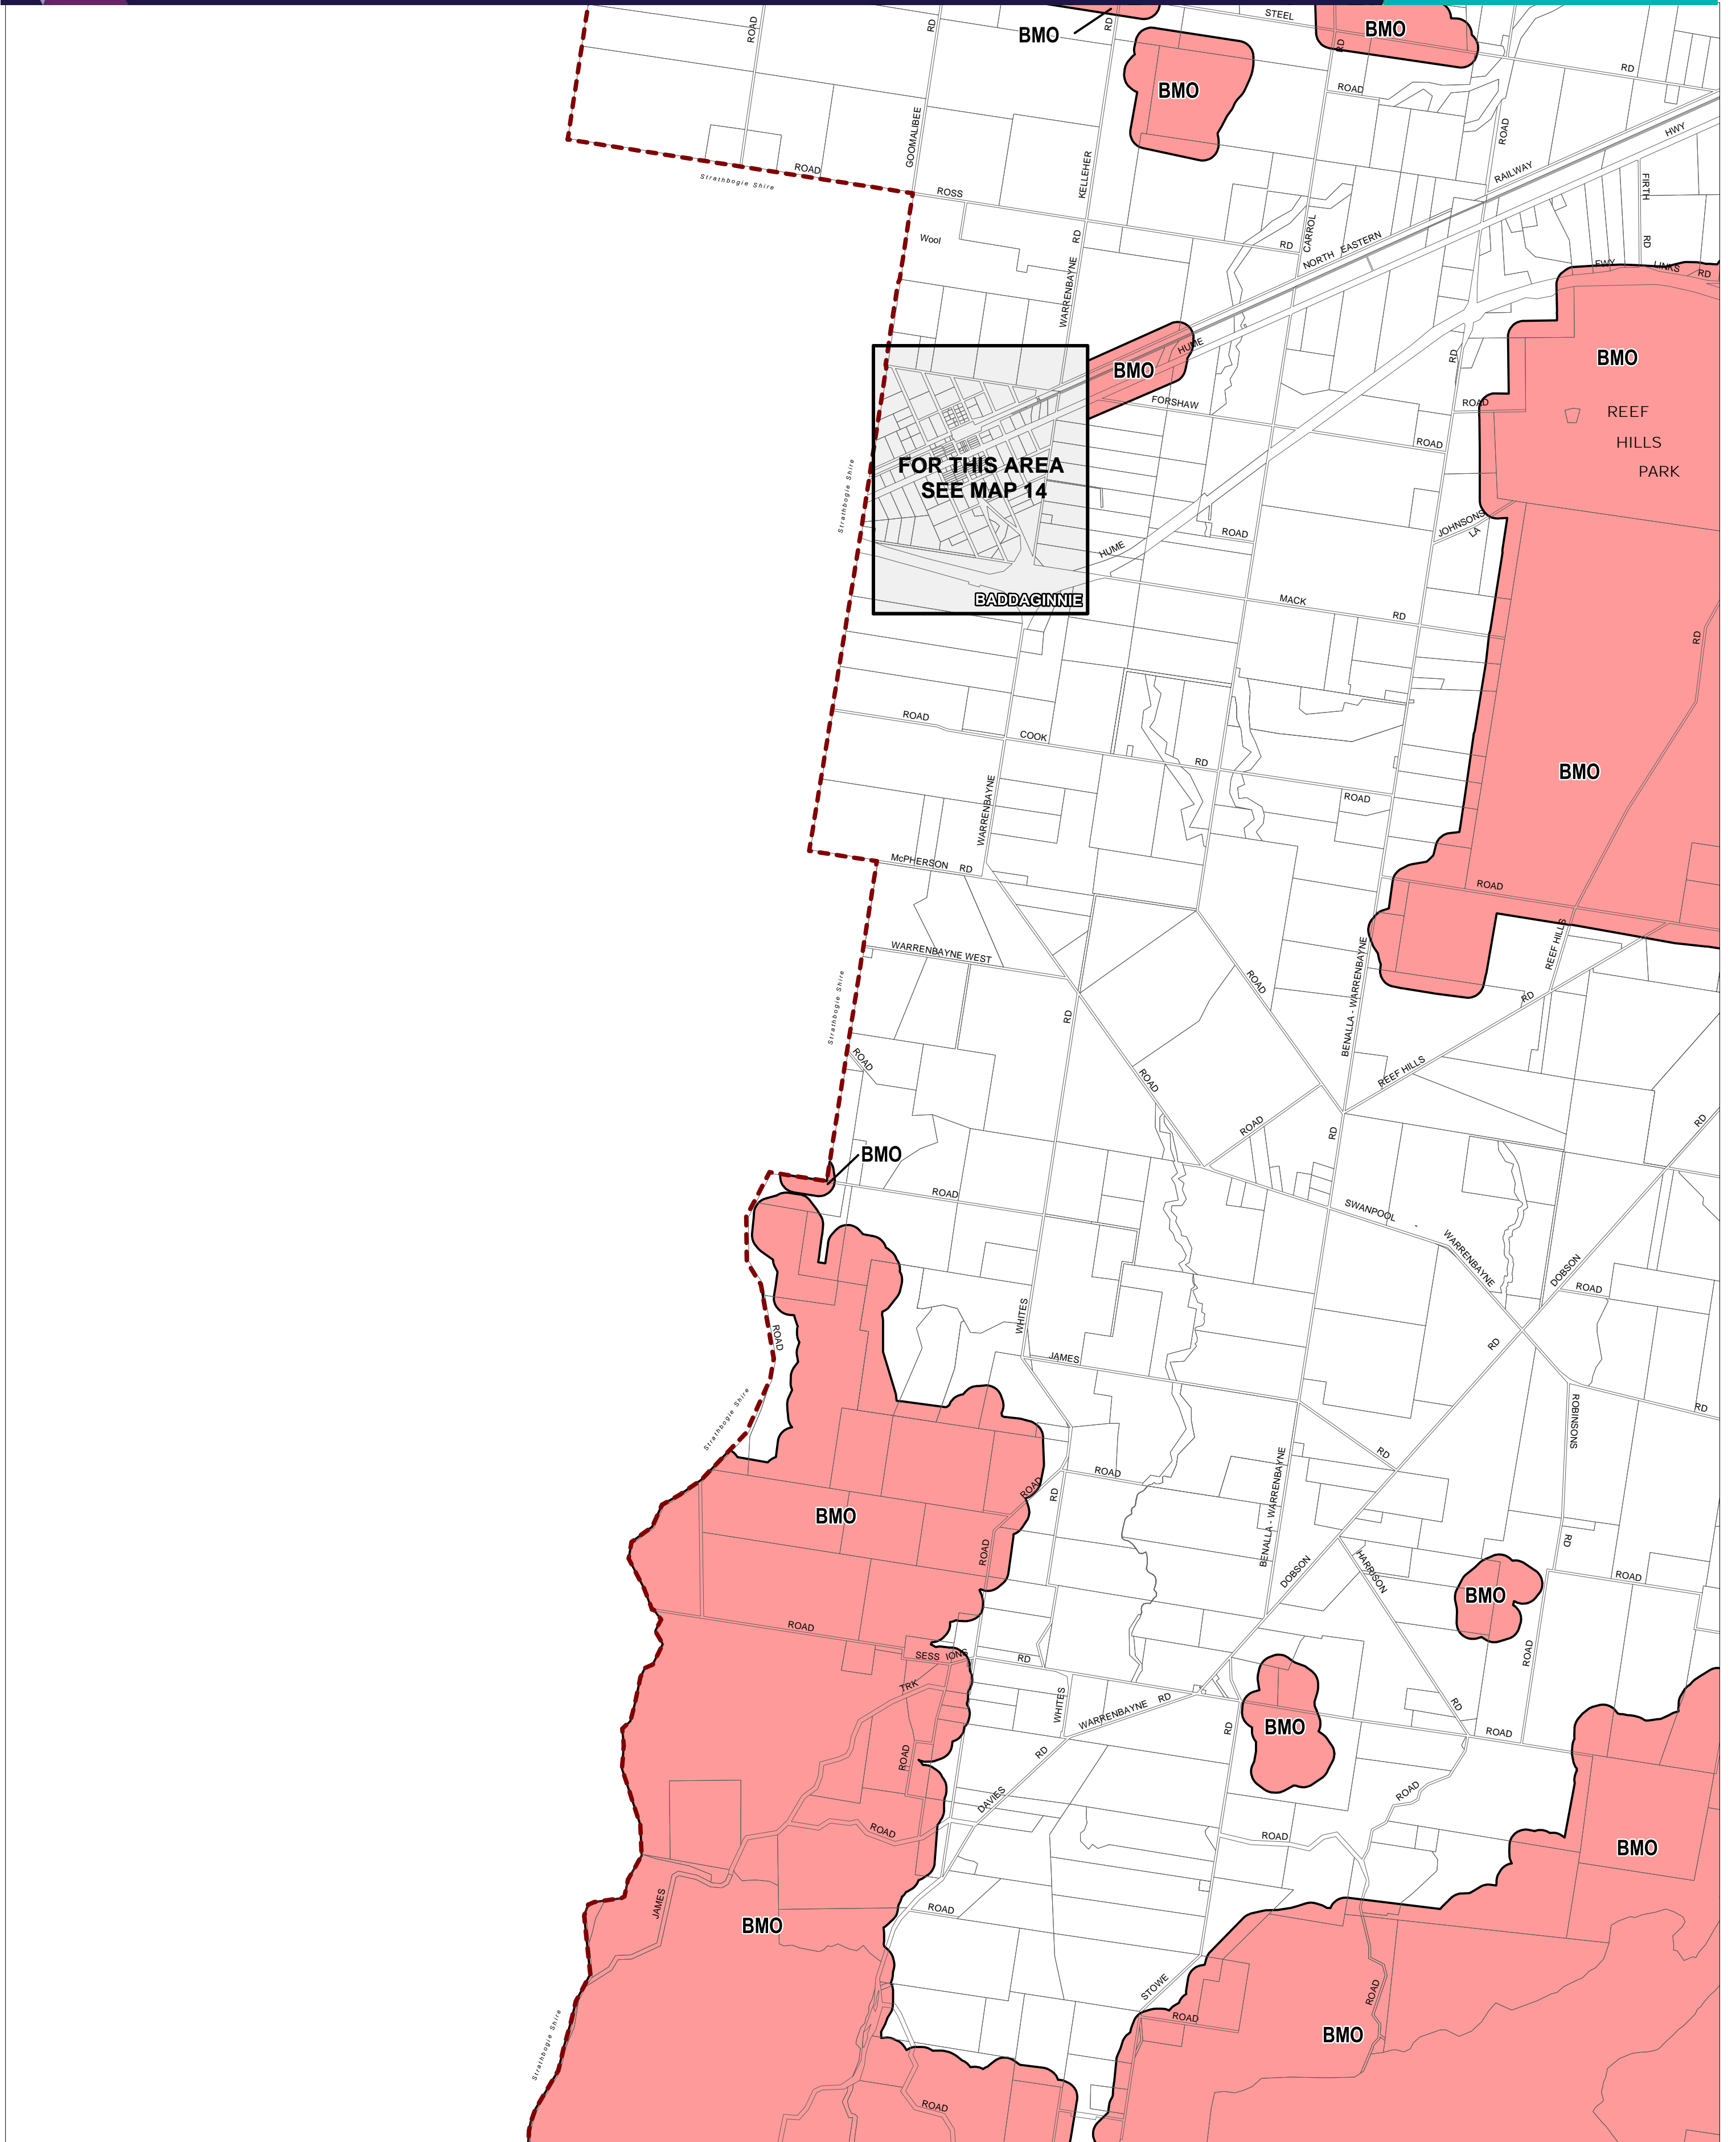 STEEL
BMO
BMO
ROAD
RD
RD
RD
BMO
RD
ROAD
ROAD
HWY
GOOMALIBEE
KELLEHER
RAILWAY
FIRTH
RD
ROAD
Strathbogie Shire
ROSS
Wool
RD
RD
CARROL
NORTH EASTERN
WARRENBAYNE
FWY
LINKS
RD
HUME
BMO
BMO
RD
FORSHAW
ROAD
ROAD
REEF
HILLS
PARK
FOR THIS AREA
SEE MAP 14
Strathbogie Shire
ROAD
JOHNSONS
LA
HUME
BADDAGINNIE
MACK
RD
RD
ROAD
COOK
RD
BMO
ROAD
WARRENBAYNE
McPHERSON RD
ROAD
WARRENBAYNE WEST
REEF HILLS
ROAD
RD
Strathbogie Shire
BENALLA - WARRENBAYNE
RD
ROAD
ROAD
REEF HILLS
ROAD
RD
RD
BMO
ROAD
SWANPOOL
-
WARRENBAYNE
DOBSON
ROAD
WHITES
ROAD
RD
JAMES
Strathbogie Shire
ROBINSONS
RD
RD
ROAD
ROAD
RD
BENALLA - WARRENBAYNE
BMO
ROAD
RD
DOBSON
HARRISON
ROAD
BMO
ROAD
SESSIONS
RD
ROAD
TRK
WHITES
WARRENBAYNE RD
RD
RD
BMO
ROAD
ROAD
RD
DAVIES
ROAD
ROAD
ROAD
BMO
JAMES
ROAD
BMO
STOWE
ROAD
ROAD
BMO
Strathbogie Shire
ROAD